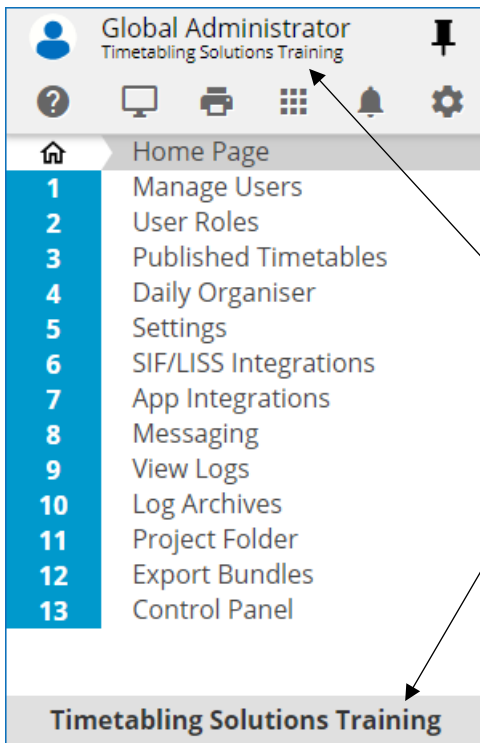 Global Administrator
Timetabling Solutions Training
Home Page
1 Manage Users
2 User Roles
3 Published Timetables
4 Daily Organiser
5 Settings
6 SIF/LISS Integrations
7 App Integrations
8 Messaging
9 View Logs
10 Log Archives
11 Project Folder
12 Export Bundles
13 Control Panel
Timetabling Solutions Training